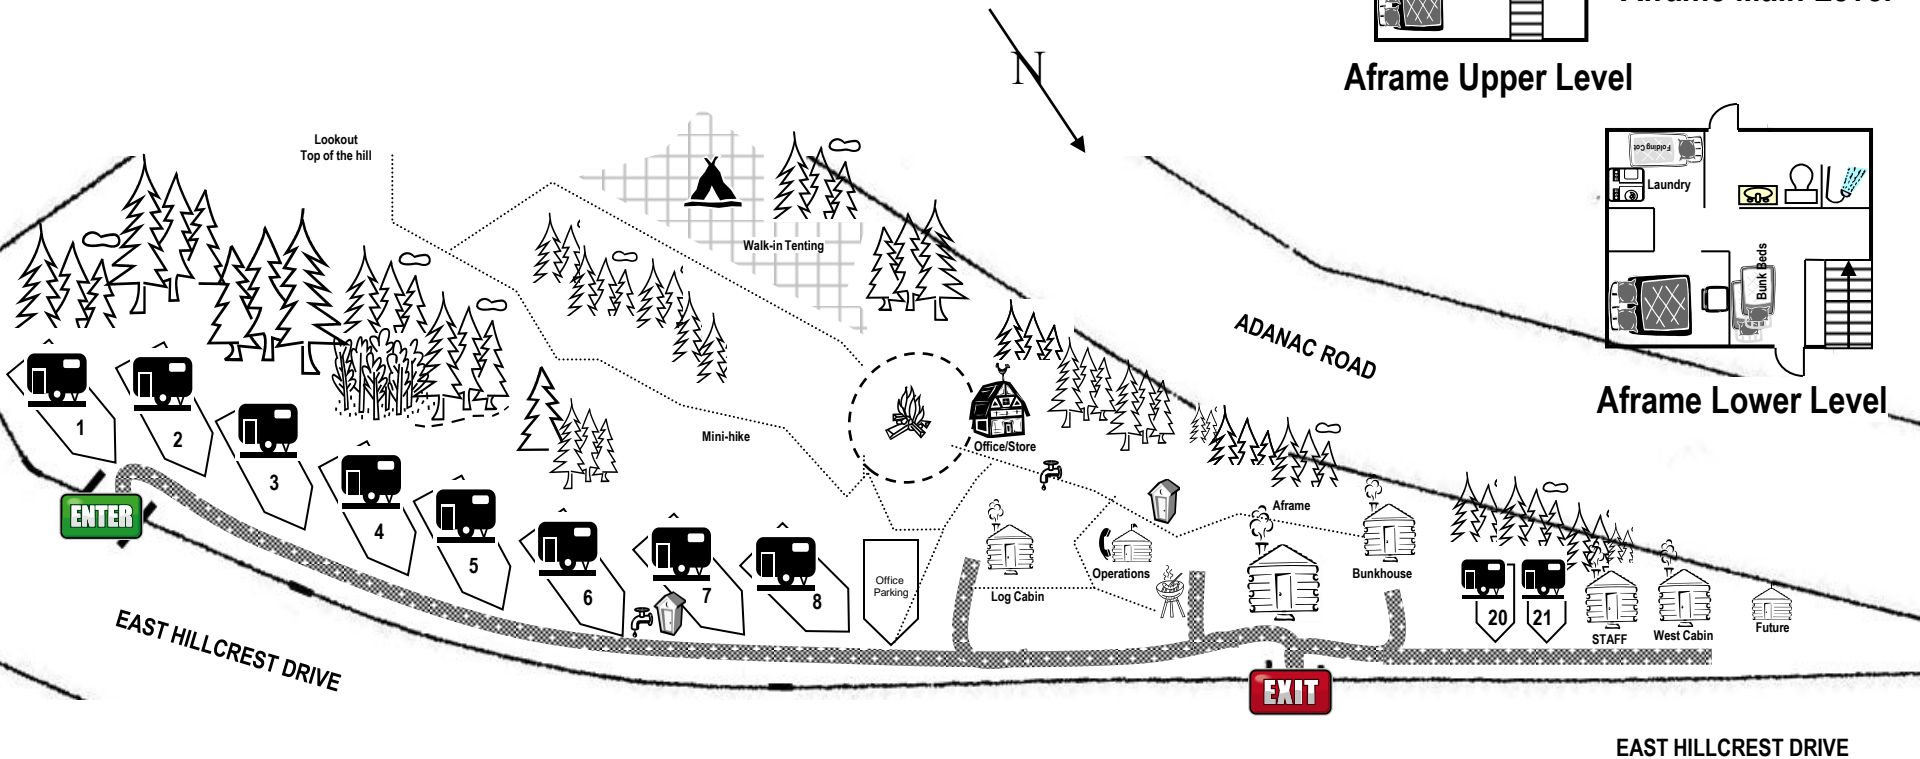 Aframe Main Level
N
Aframe Upper Level
Lookout
Top of the hill
Folding Cot
Laundry
Walk-in Tenting
Bunk Beds
ADANAC ROAD
Aframe Lower Level
1
2
3
4
5
6
7
8
Mini-hike
Office/Store
ENTER
Aframe
Operations
Bunkhouse
Office
Parking
Log Cabin
20
21
STAFF
West Cabin
Future
EAST HILLCREST DRIVE
EXIT
EAST HILLCREST DRIVE